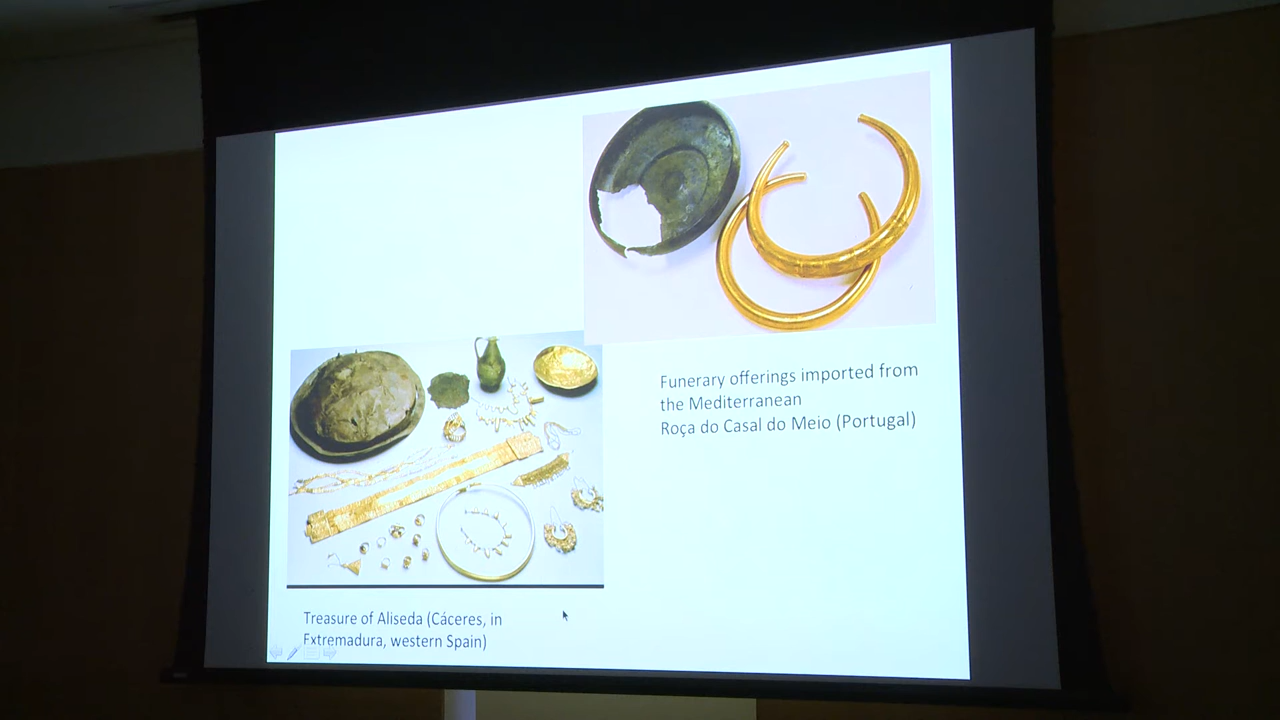 Funerary offerings imported from
the Mediterranean
Roça do Casal do Meio (Portugal)
Treasure of Aliseda (Cáceres, in
Extremadura, western Spain)